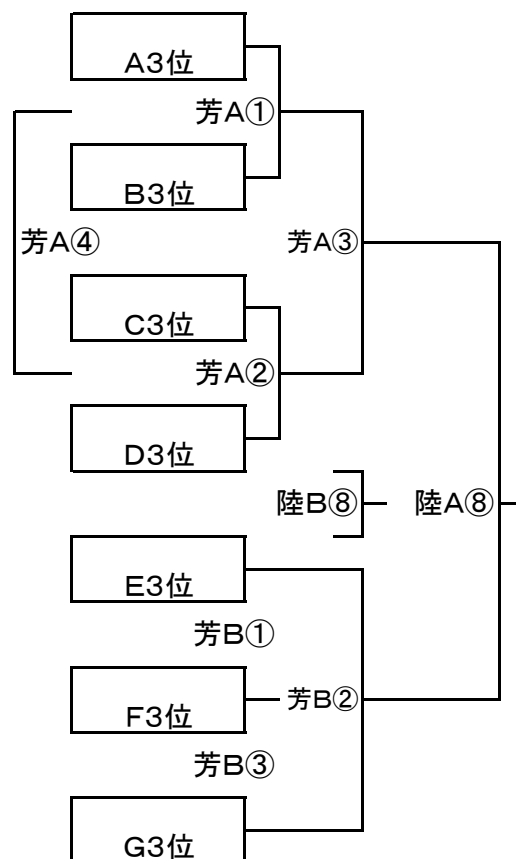 A3位
芳A①
B3位
芳A④
芳A③
C3位
芳A②
D3位
陸B⑧
陸A⑧
E3位
芳B①
F3位
芳B②
芳B③
G3位